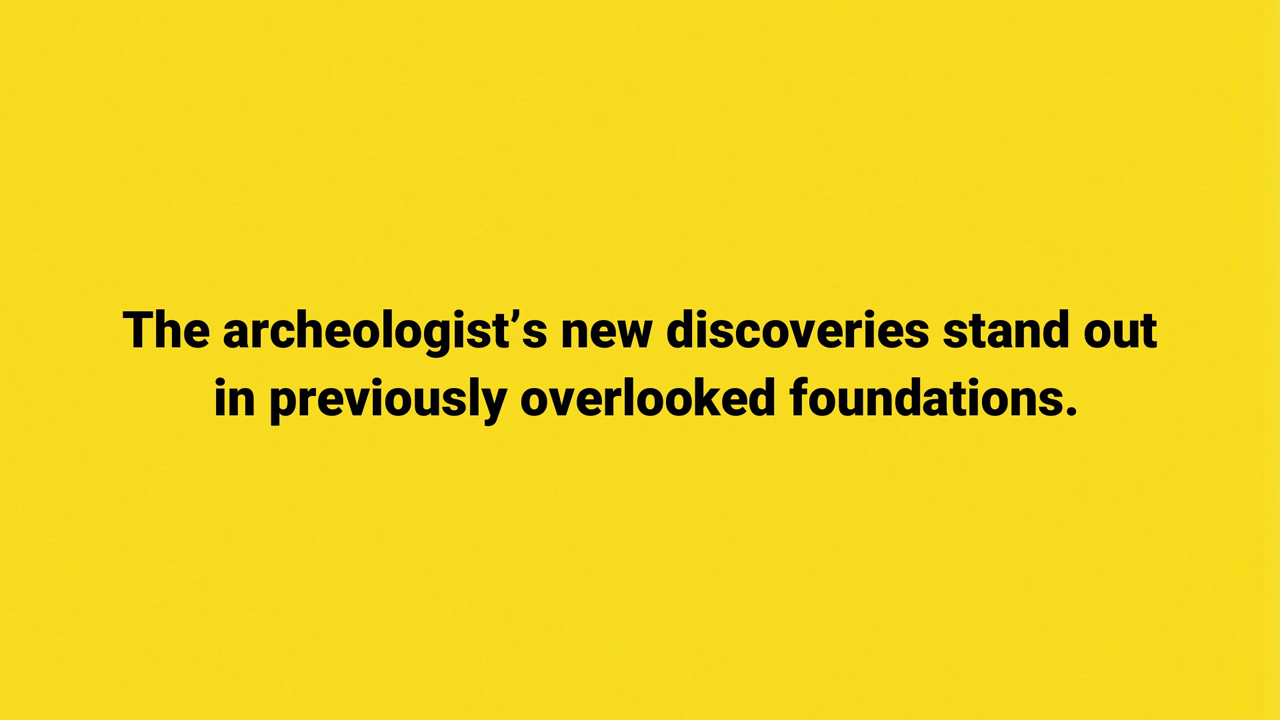 The archeologist’s new discoveries stand out
in previously overlooked foundations.